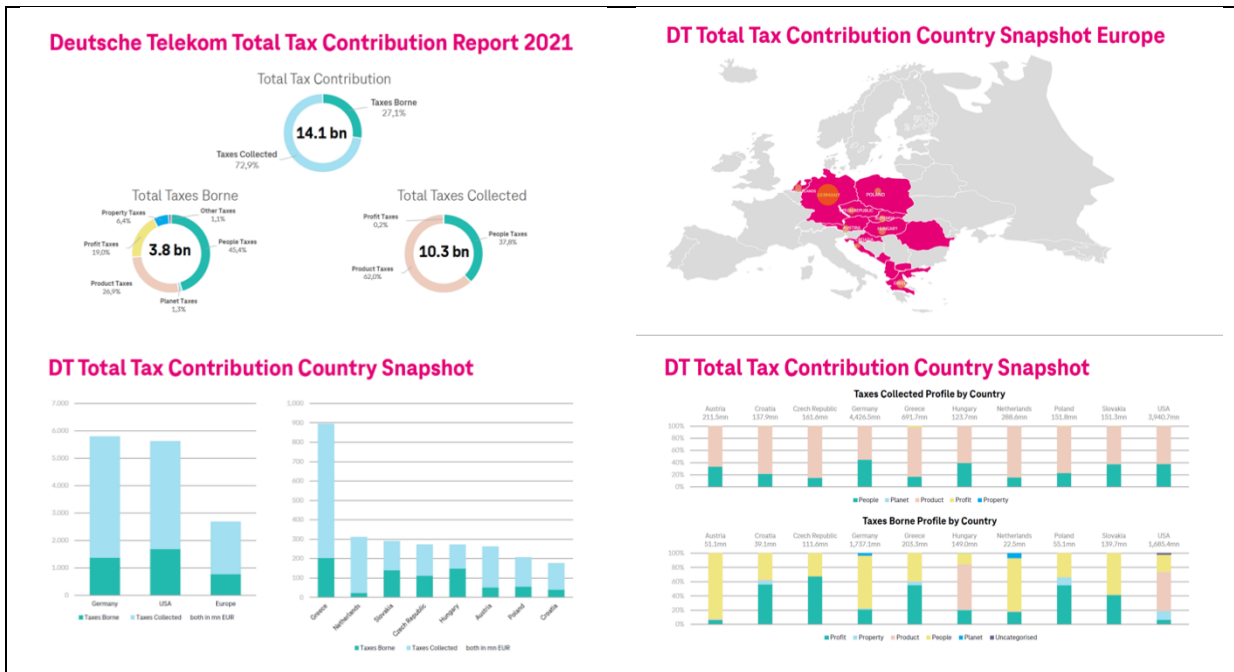 Deutsche Telekom Total Tax Contribution Report 2021
Total Tax Contribution
Taxes Borne
27,1%
14.1 bn
Taxes Collected
72,9%
Total Taxes Borne
Property Taxes
6,4%
Other Taxes
1,1%
Profit Taxes
19,0%
3.8 bn
People Taxes
45,4%
Product Taxes
26,9%
Planet Taxes
1,3%
Total Taxes Collected
Profit Taxes
0,2%
People Taxes
37,8%
10.3 bn
Product Taxes
62,0%
DT Total Tax Contribution Country Snapshot Europe
GERMANY
POLAND
HUNGARY
DT Total Tax Contribution Country Snapshot
7,000
6,000
5,000
4,000
3,000
2,000
1,000
0
Germany USA Europe
Taxes Borne Taxes Collected both in mn EUR
1,000
900
800
700
600
500
400
300
200
100
0
Greece Netherlands Slovakia Czech Republic Hungary Austria Poland Croatia
Taxes Borne Taxes Collected both in mn EUR
DT Total Tax Contribution Country Snapshot
Taxes Collected Profile by Country
Austria Croatia Czech Republic Germany Greece Hungary Netherlands Poland Slovakia USA
211,5mn 137.9mn 161,6mn 4,426.5mn 691,7mn 123.7mn 288.6mn 151,8mn 151.3mn 3,940,7mn
100%
80%
60%
40%
20%
0%
People Planet Product Profit Property
Taxes Borne Profile by Country
Austria Croatia Czech Republic Germany Greece Hungary Netherlands Poland Slovakia USA
51,1mn 39,1mn 111.6mn 1,737,1mn 203,3mn 149.0mn 22.5mn 55,1mn 139,7mn 1,685.4mn
100%
80%
60%
40%
20%
0%
Profit Property Product People Planet Uncategorised